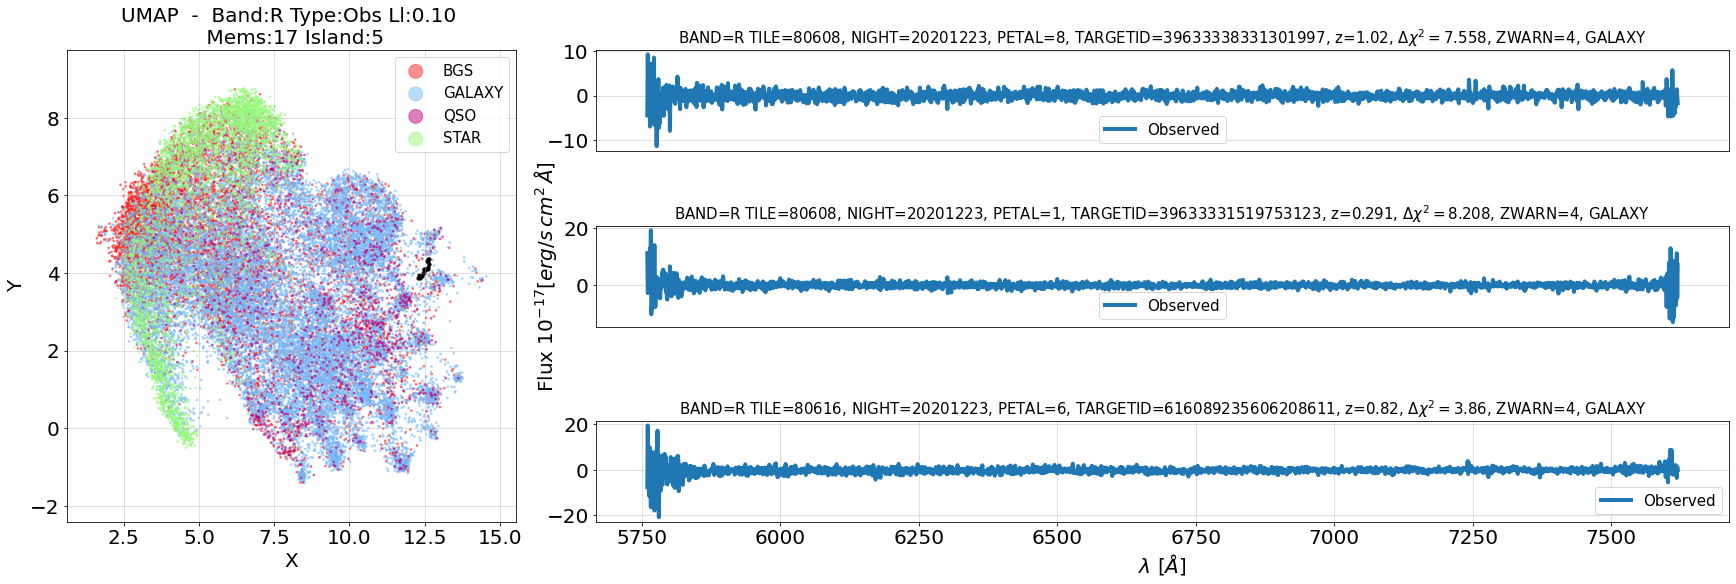 UMAP  -  Band:R Type:Obs Ll:0.10
Mems:17 Island:5
BGS
GALAXY
QSO
STAR
8
6
4
2
0
−2
Y
2.5 5.0 7.5 10.0 12.5 15.0
X
BAND=R TILE=80608, NIGHT=20201223, PETAL=8, TARGETID=39633338331301997, z=1.02, Δχ² = 7.558, ZWARN=4, GALAXY
10
0
−10
Observed
Flux 10⁻¹⁷[erg/s cm² Å]
BAND=R TILE=80608, NIGHT=20201223, PETAL=1, TARGETID=39633331519753123, z=0.291, Δχ² = 8.208, ZWARN=4, GALAXY
20
0
Observed
BAND=R TILE=80616, NIGHT=20201223, PETAL=6, TARGETID=616089235606208611, z=0.82, Δχ² = 3.86, ZWARN=4, GALAXY
20
0
−20
Observed
5750 6000 6250 6500 6750 7000 7250 7500
λ [Å]